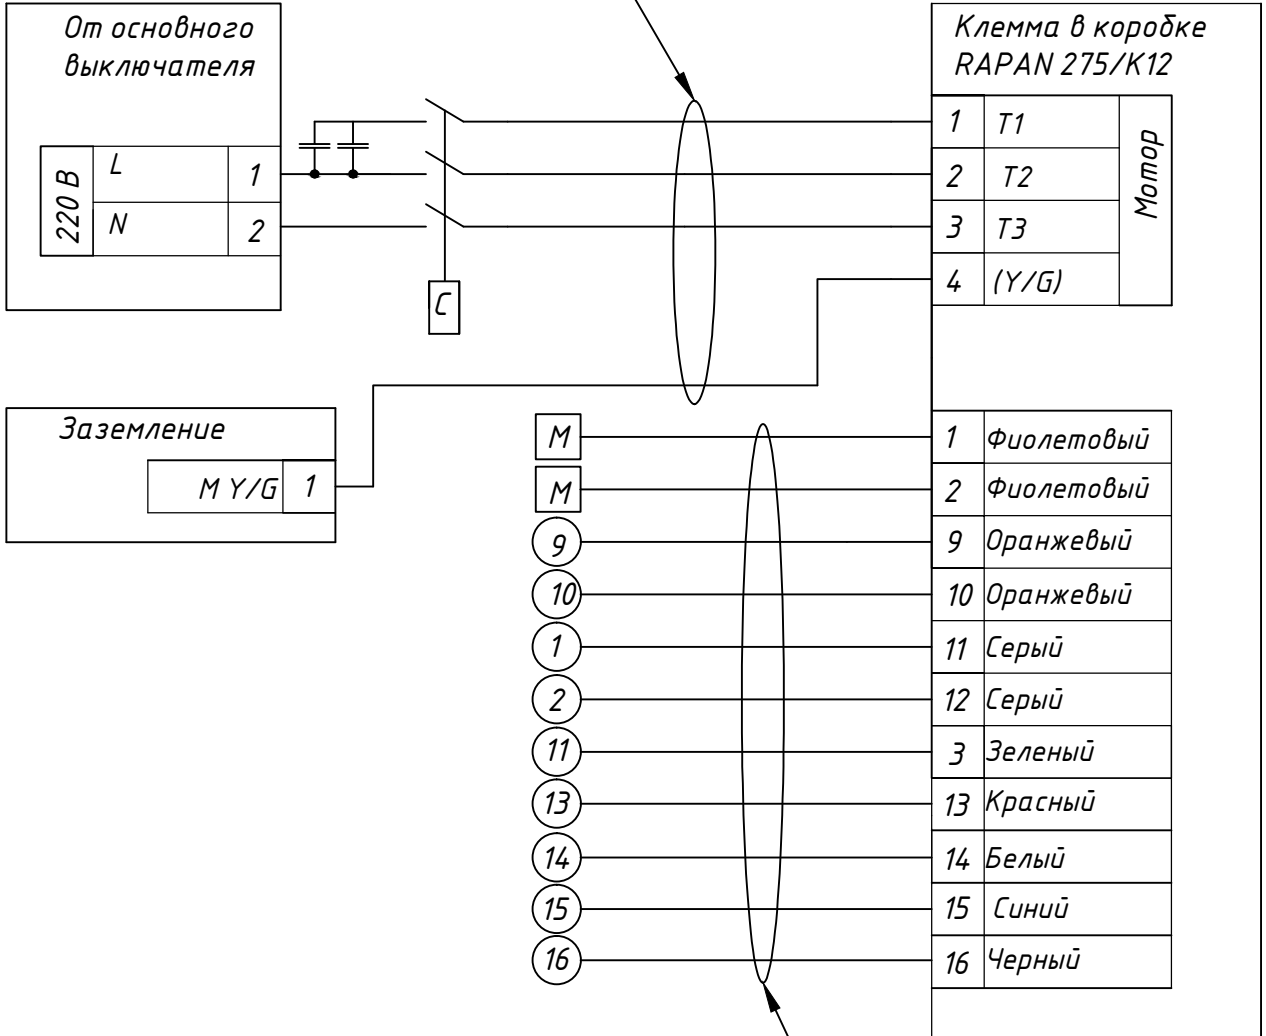 От основного
выключателя
220 В
L
1
N
2
С
Клемма в коробке
RAPAN 275/K12
1 T1
2 T2
3 T3
4 (Y/G)
Мотор
Заземление
M Y/G 1
M 1 Фиолетовый
M 2 Фиолетовый
9 9 Оранжевый
10 10 Оранжевый
1 11 Серый
2 12 Серый
11 3 Зеленый
13 13 Красный
14 14 Белый
15 15 Синий
16 16 Черный